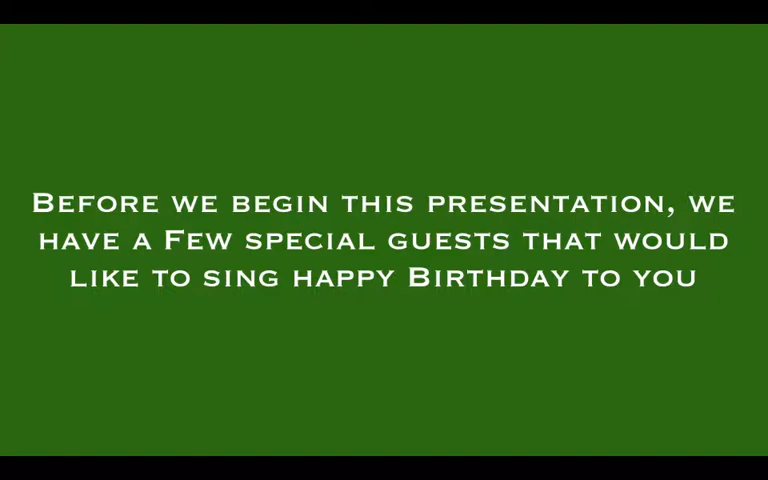 Before we begin this presentation, we
have a Few special guests that would
like to sing happy Birthday to you